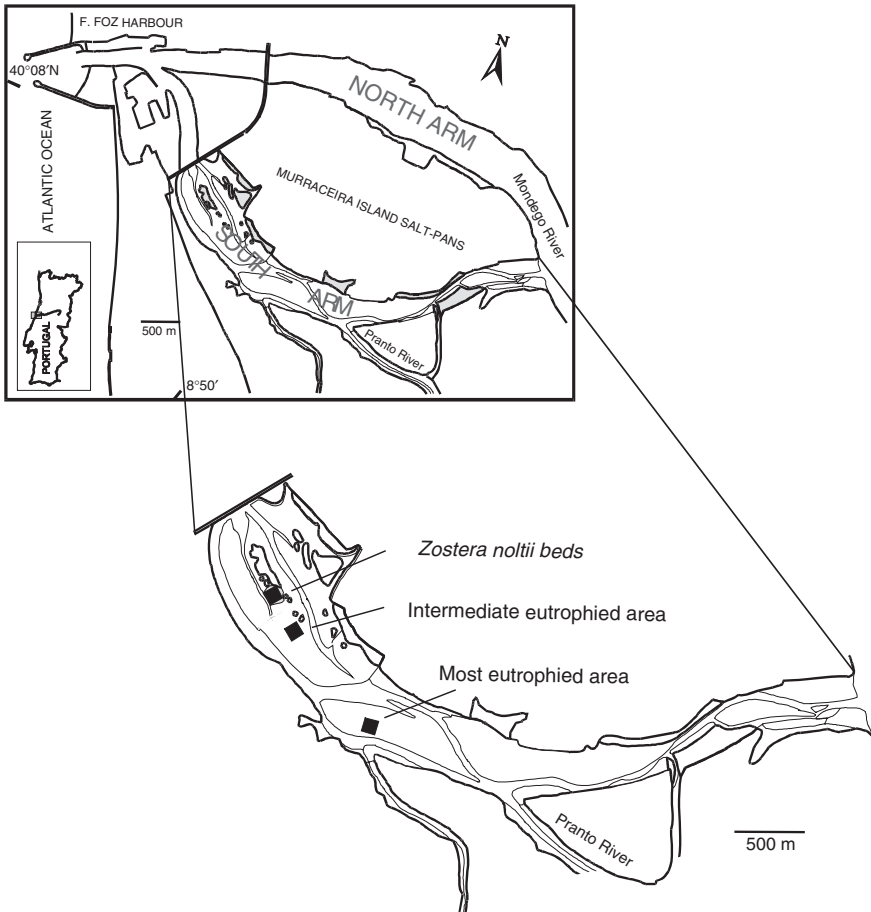 F. FOZ HARBOUR
N
40°08′N
NORTH ARM
ATLANTIC OCEAN
MURRACEIRA ISLAND SALT-PANS
Mondego River
SOUTH
ARM
PORTUGAL
500 m
Pranto River
8°50′
Zostera noltii beds
Intermediate eutrophied area
Most eutrophied area
Pranto River
500 m